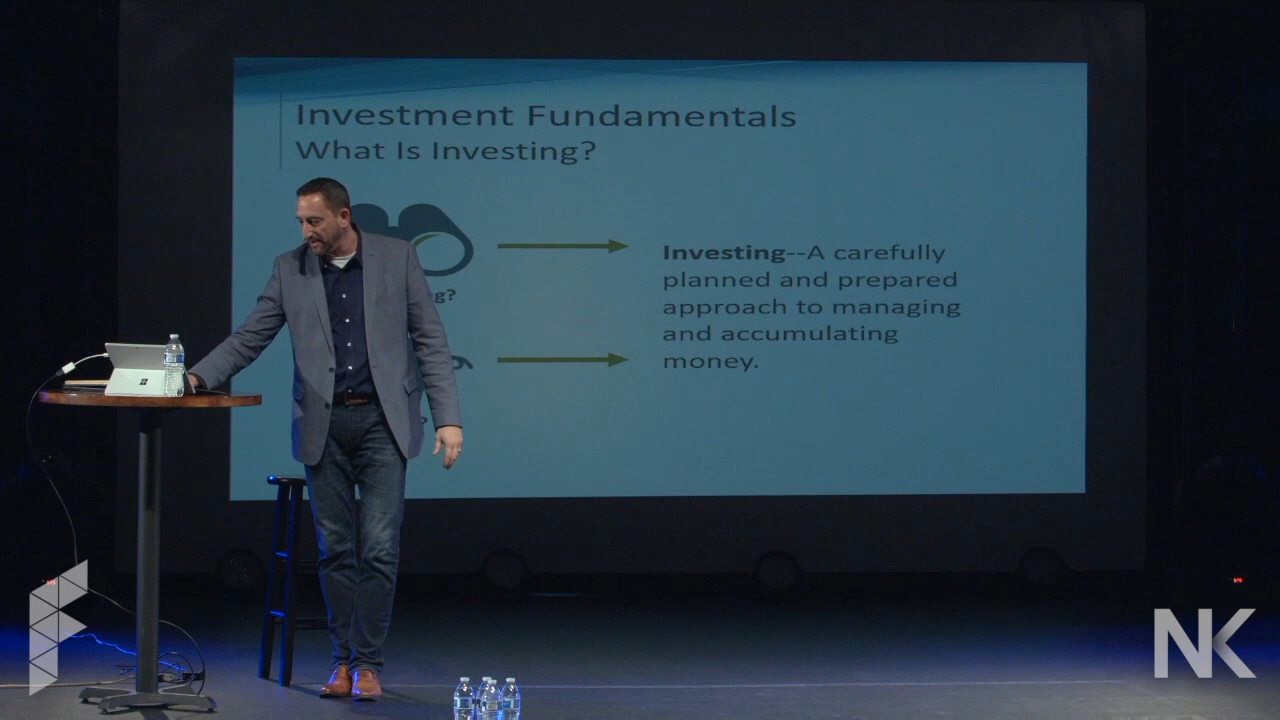 Investment Fundamentals
What Is Investing?
g?
Investing--A carefully
planned and prepared
approach to managing
and accumulating
money.
?
NK